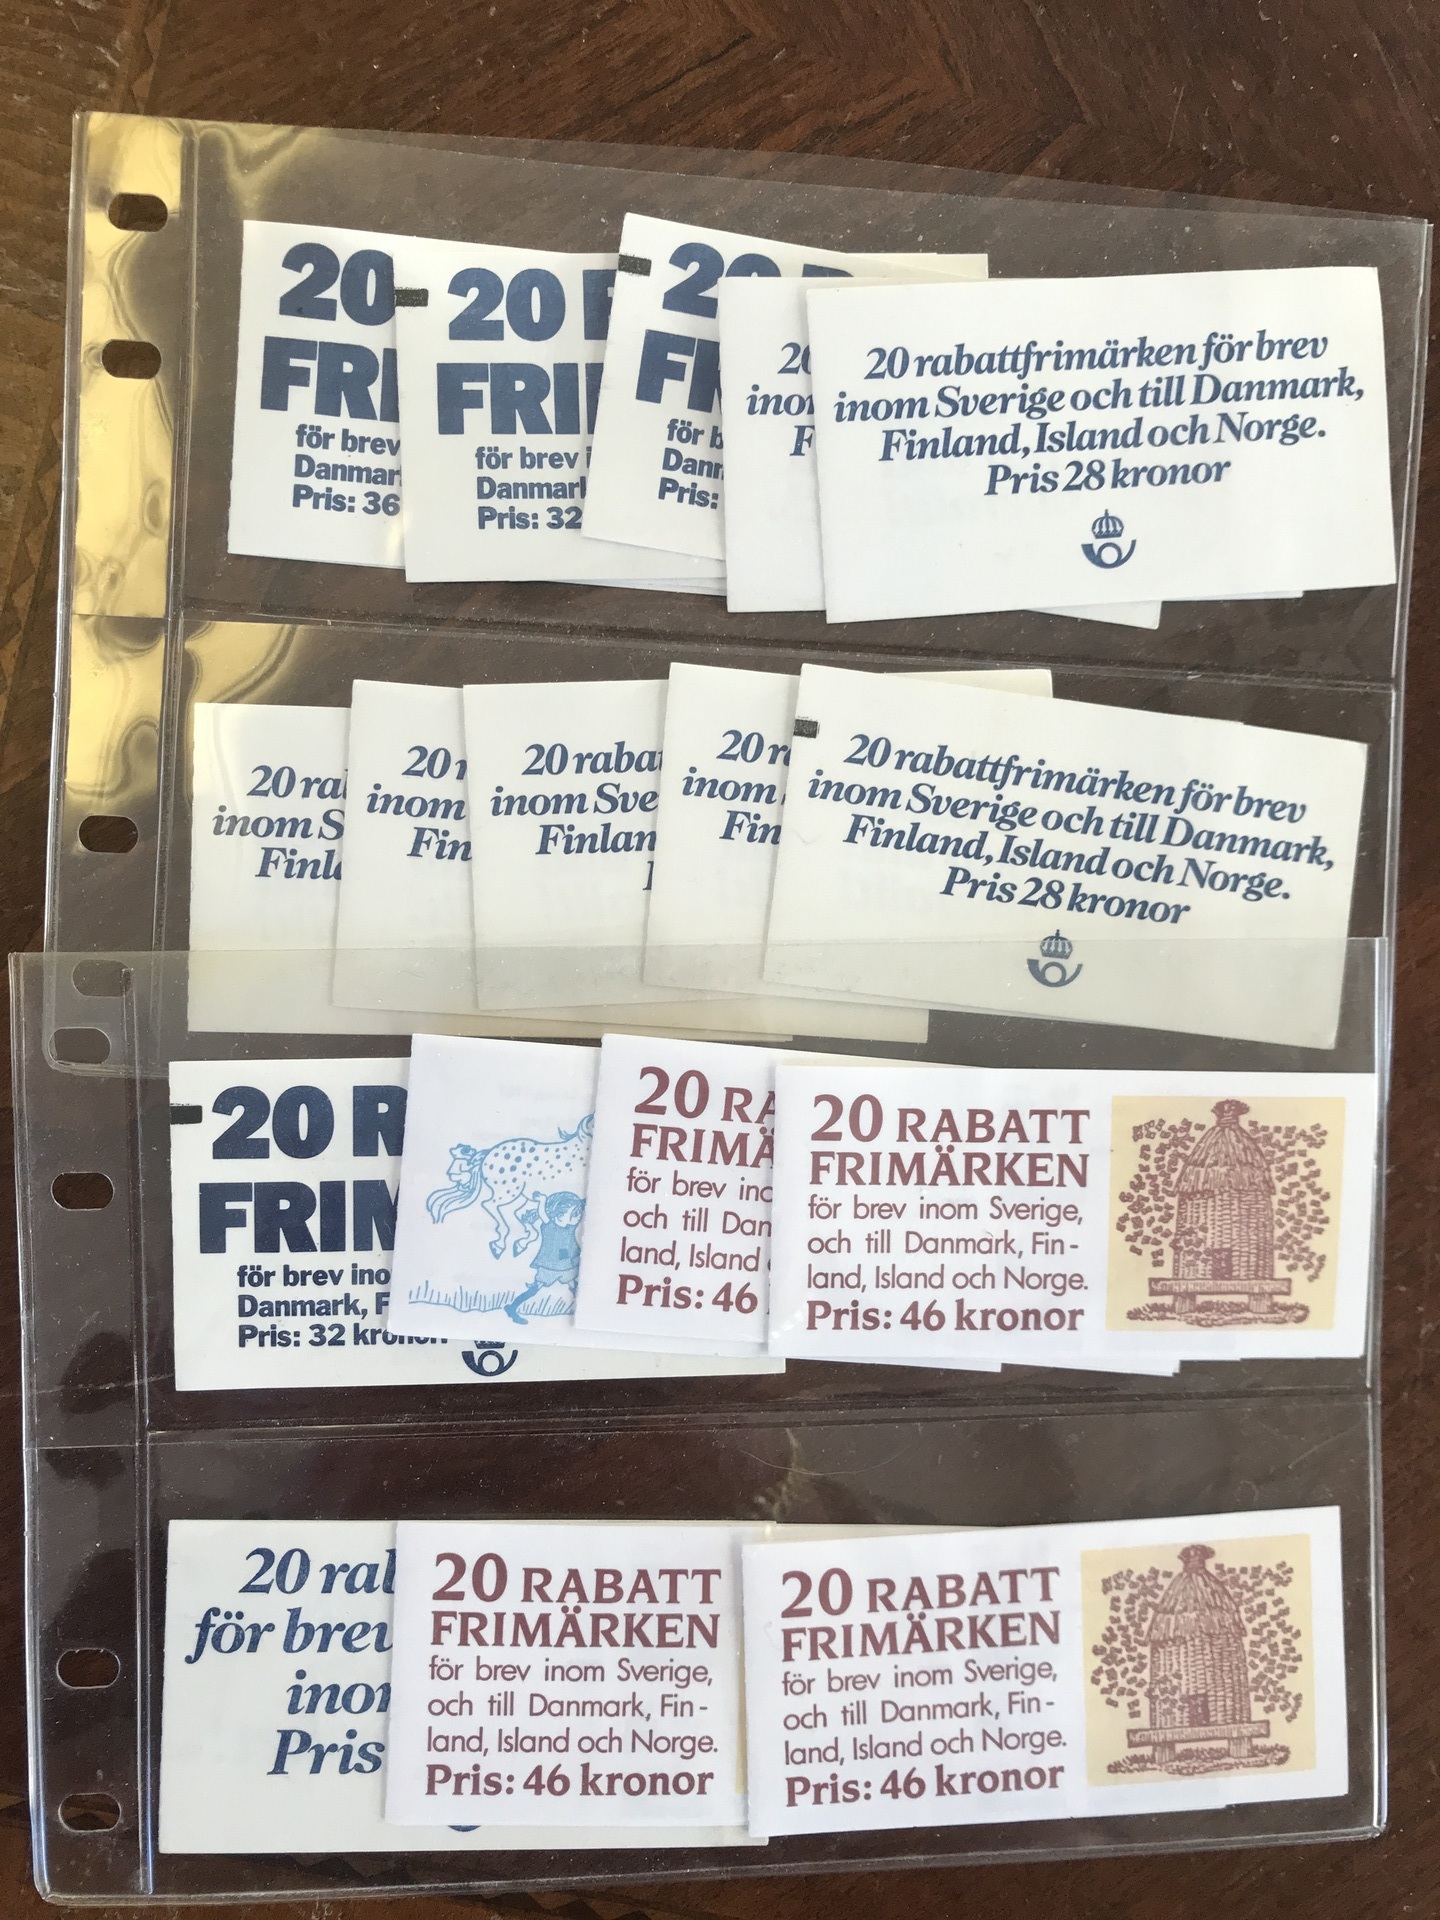 20
FRI
för brev
Danmar
Pris: 36
20
FRI
för brev i
Danmark
Pris: 32
20
FR
för b
Dann
Pris:
20
inom
F
20 rabattfrimärken för brev
inom Sverige och till Danmark,
Finland, Island och Norge.
Pris 28 kronor
20 ral
inom S
Finla
20 r
inom
Fin
20 rabat
inom Sve
Finlan
20 r
inom
Fin
20 rabattfrimärken för brev
inom Sverige och till Danmark,
Finland, Island och Norge.
Pris 28 kronor
20 R
FRIM
för brev ino
Danmark, F
Pris: 32 kronor.
20 RA
FRIMÄ
för brev ino
och till Dan
land, Island
Pris: 46
20 RABATT
FRIMÄRKEN
för brev inom Sverige,
och till Danmark, Fin-
land, Island och Norge.
Pris: 46 kronor
20 ral
för brev
inom
Pris
20 RABATT
FRIMÄRKEN
för brev inom Sverige,
och till Danmark, Fin-
land, Island och Norge.
Pris: 46 kronor
20 RABATT
FRIMÄRKEN
för brev inom Sverige,
och till Danmark, Fin-
land, Island och Norge.
Pris: 46 kronor